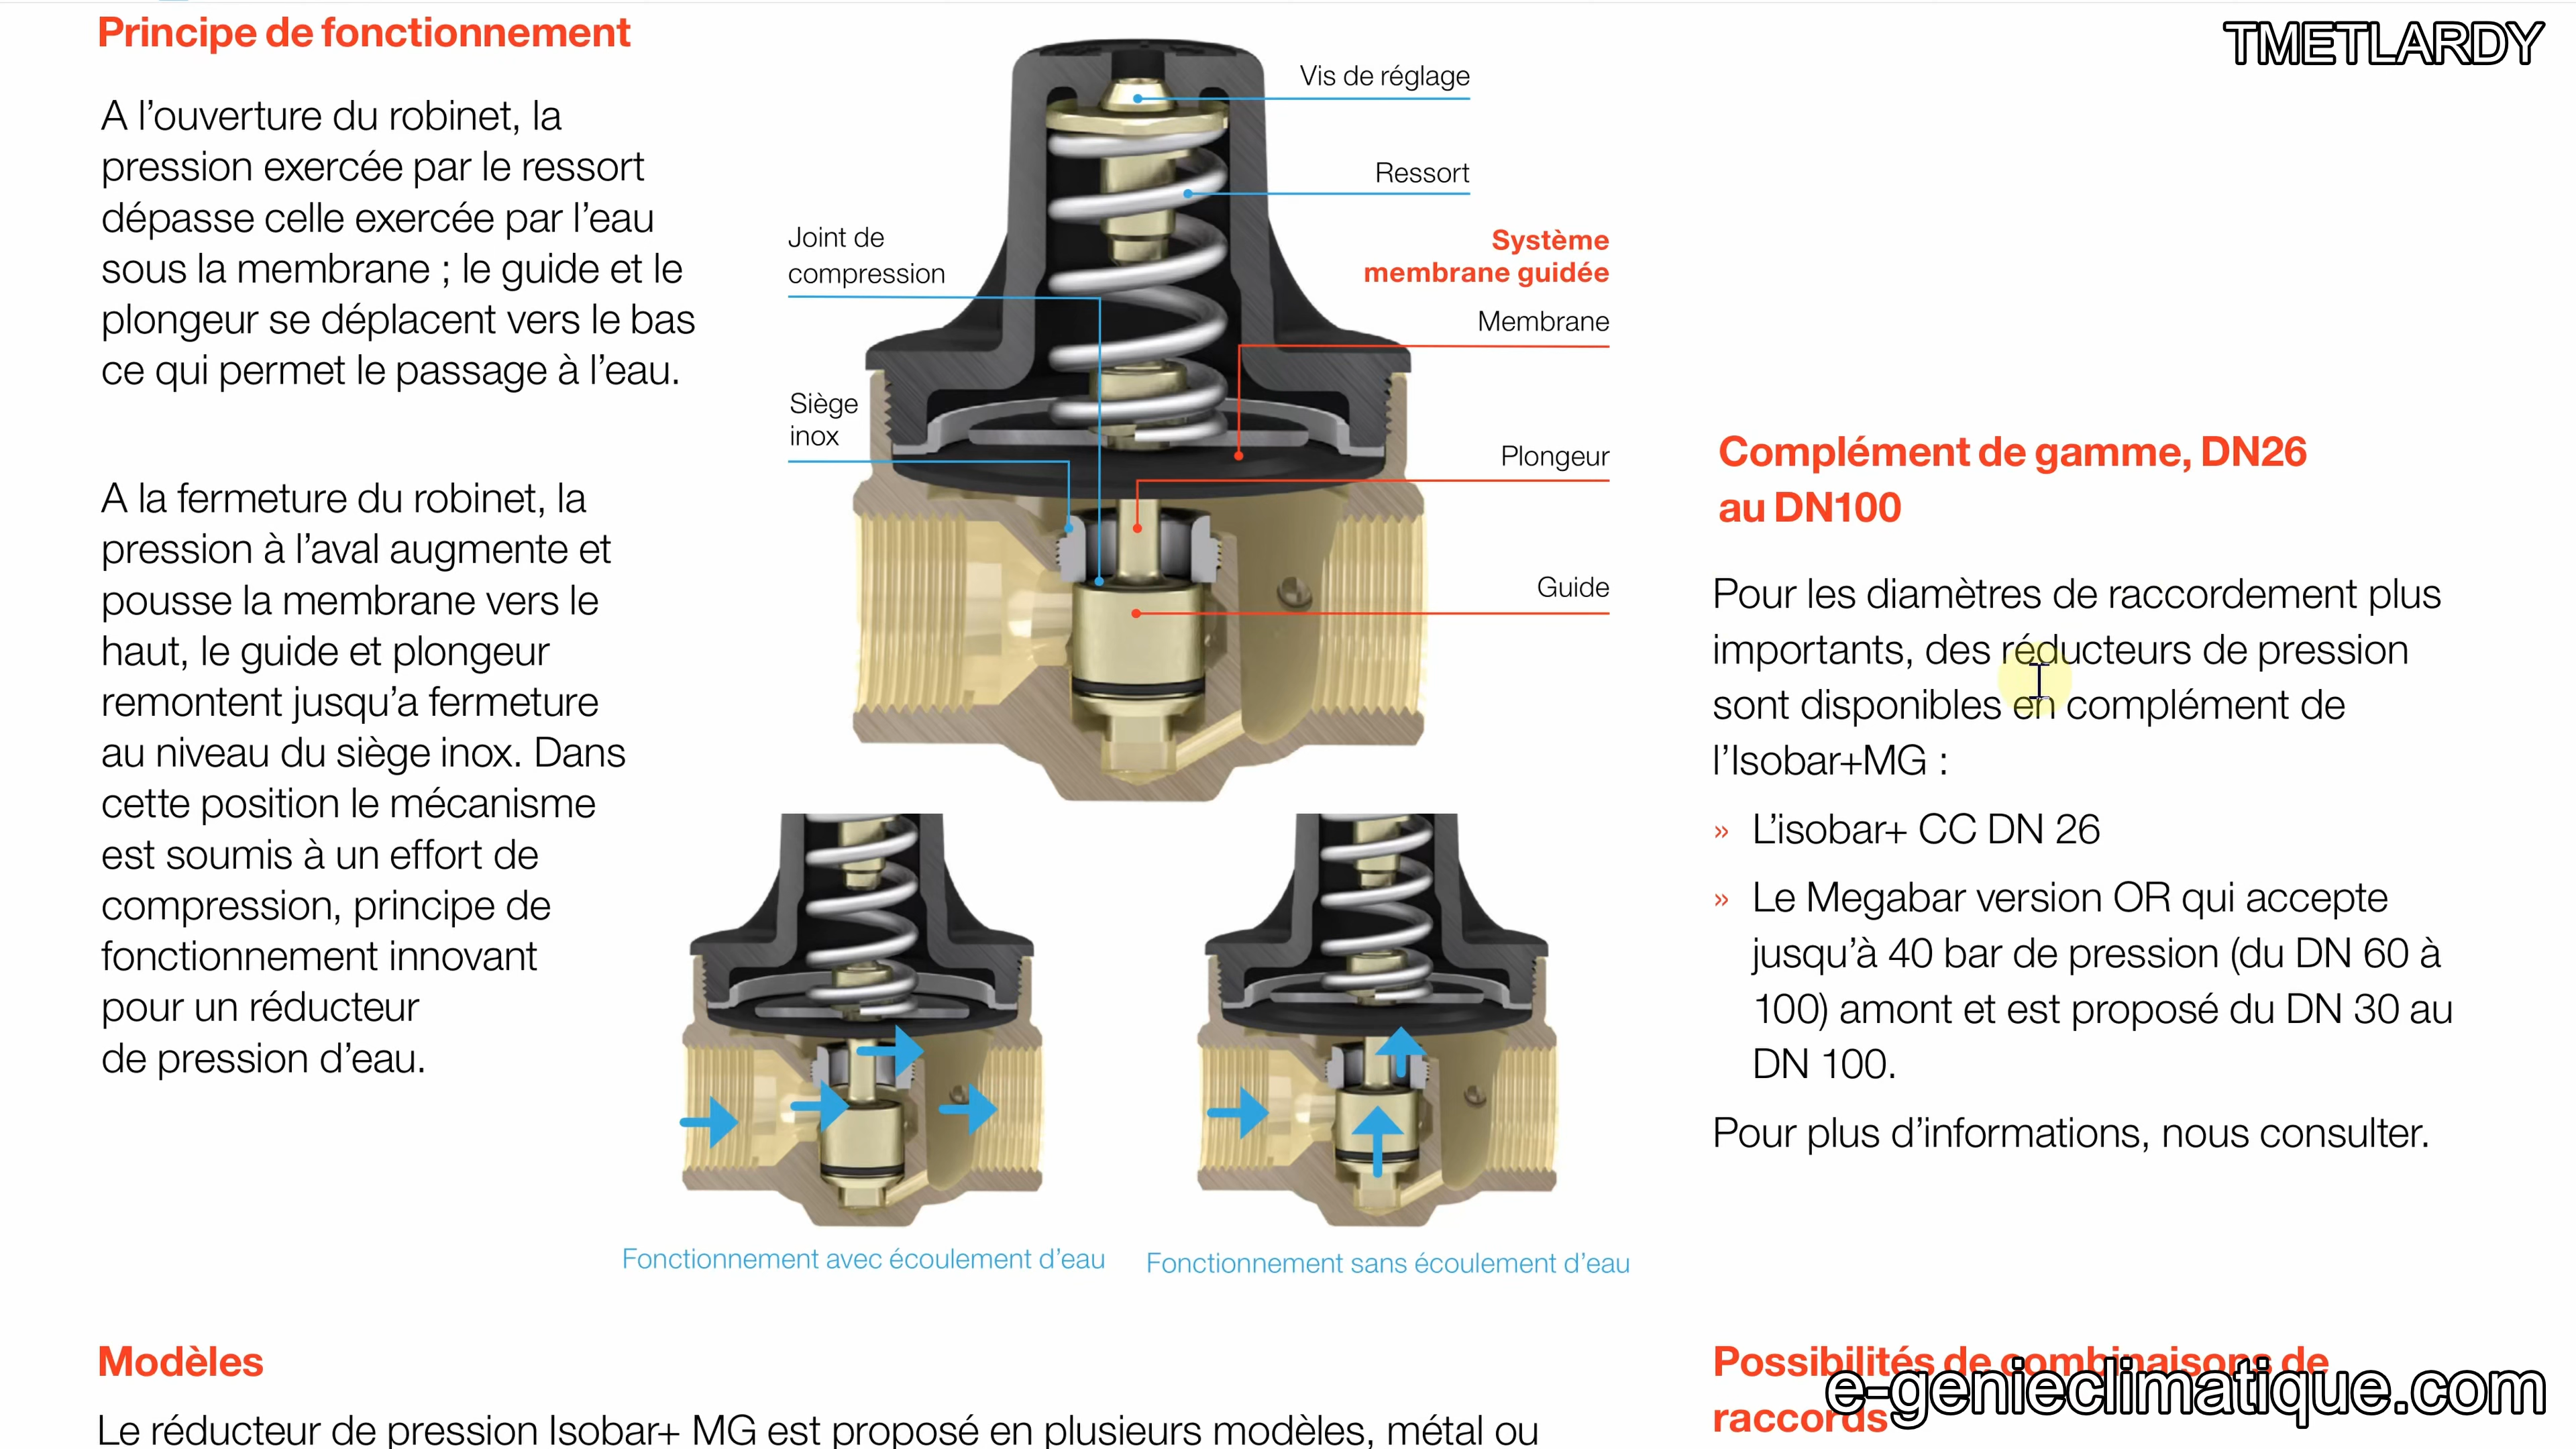 Principe de fonctionnement
A l'ouverture du robinet, la
pression exercée par le ressort
dépasse celle exercée par l'eau
sous la membrane ; le guide et le
plongeur se déplacent vers le bas
ce qui permet le passage à l'eau.
A la fermeture du robinet, la
pression à l'aval augmente et
pousse la membrane vers le
haut, le guide et plongeur
remontent jusqu'a fermeture
au niveau du siège inox. Dans
cette position le mécanisme
est soumis à un effort de
compression, principe de
fonctionnement innovant
pour un réducteur
de pression d'eau.
Vis de réglage
Ressort
Joint de
compression
Système
membrane guidée
Membrane
Siège
inox
Plongeur
Guide
Fonctionnement avec écoulement d'eau
Fonctionnement sans écoulement d'eau
TMETLARDY
Complément de gamme, DN26
au DN100
Pour les diamètres de raccordement plus
importants, des réducteurs de pression
sont disponibles en complément de
l'Isobar+MG :
» L'isobar+ CC DN 26
» Le Megabar version OR qui accepte
jusqu'à 40 bar de pression (du DN 60 à
100) amont et est proposé du DN 30 au
DN 100.
Pour plus d'informations, nous consulter.
Modèles
Le réducteur de pression Isobar+ MG est proposé en plusieurs modèles, métal ou
Possibilités de combinaisons de
raccords
e-genieclimatique.com